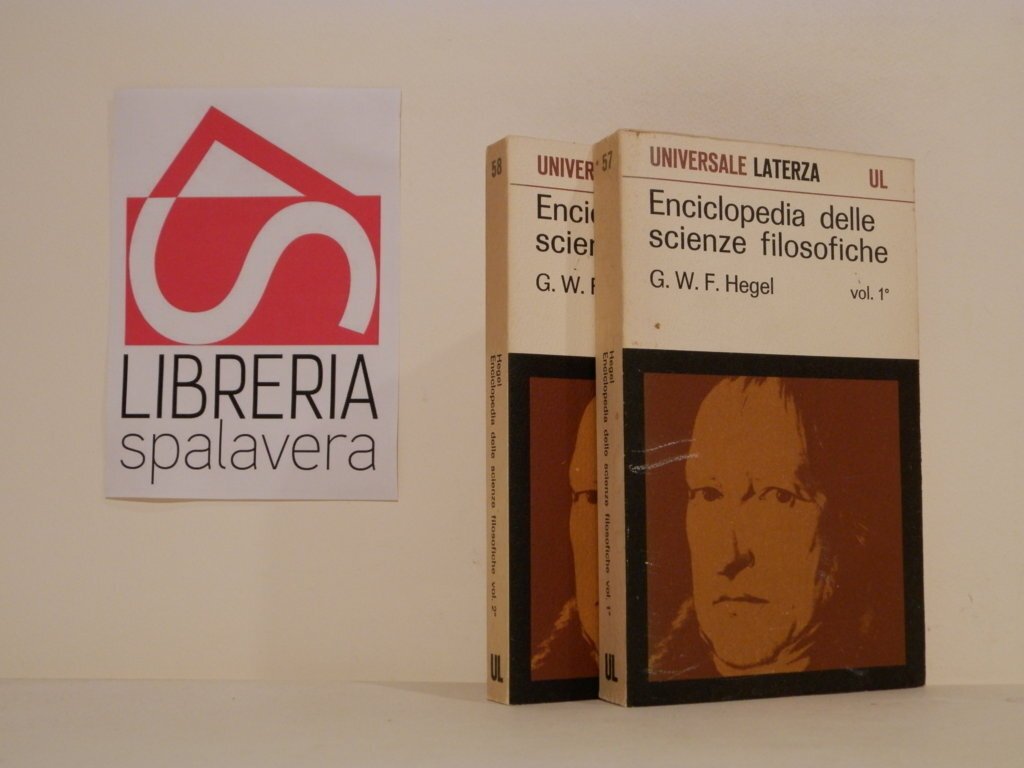 LIBRERIA
spalavera
58
UNIVER
Encic
scien
G. W. F
Hegel
Enciclopedia delle scienze filosofiche vol. 2°
UL
57
UNIVERSALE LATERZA UL
Enciclopedia delle
scienze filosofiche
G. W. F. Hegel vol. 1°
Hegel
Enciclopedia delle scienze filosofiche vol. 1°
UL